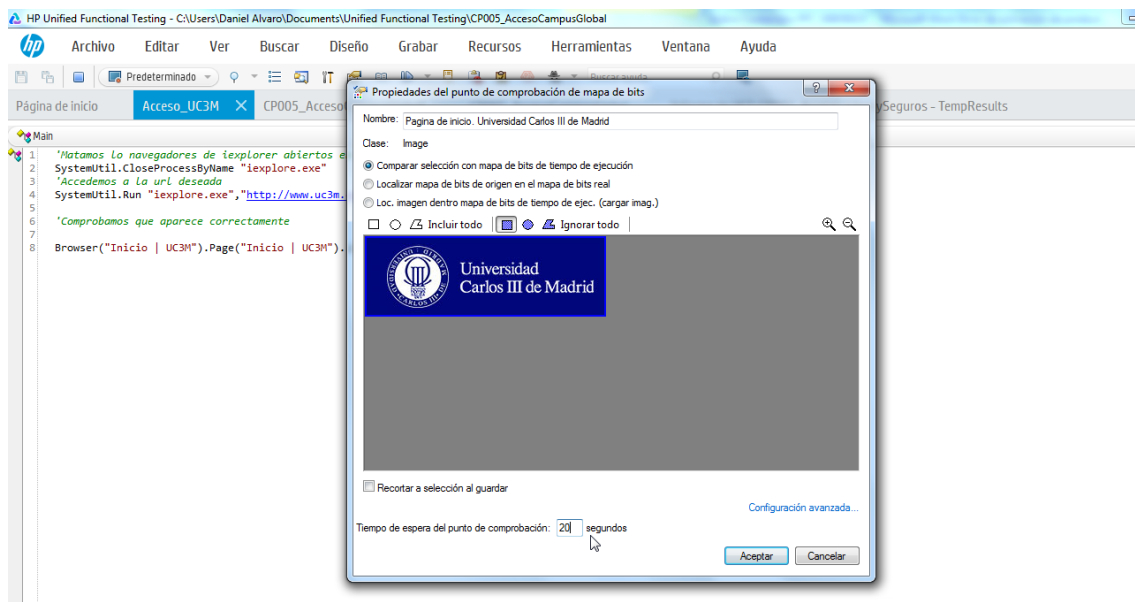 HP Unified Functional Testing - C:\Users\Daniel Alvaro\Documents\Unified Functional Testing\CP005_AccesoCampusGlobal
hp Archivo Editar Ver Buscar Diseño Grabar Recursos Herramientas Ventana Ayuda
Predeterminado Buscar ayuda
Página de inicio Acceso_UC3M CP005_Acceso ySeguros - TempResults
Main
1 'Matamos lo navegadores de iexplorer abiertos e
2 SystemUtil.CloseProcessByName "iexplore.exe"
3 'Accedemos a la url deseada
4 SystemUtil.Run "iexplore.exe","http://www.uc3m.
5
6 'Comprobamos que aparece correctamente
7
8 Browser("Inicio | UC3M").Page("Inicio | UC3M").
Propiedades del punto de comprobación de mapa de bits
Nombre: Pagina de inicio. Universidad Carlos III de Madrid
Clase: Image
Comparar selección con mapa de bits de tiempo de ejecución
Localizar mapa de bits de origen en el mapa de bits real
Loc. imagen dentro mapa de bits de tiempo de ejec. (cargar imag.)
Incluir todo Ignorar todo
Universidad
Carlos III de Madrid
Recortar a selección al guardar
Configuración avanzada...
Tiempo de espera del punto de comprobación: 20 segundos
Aceptar Cancelar